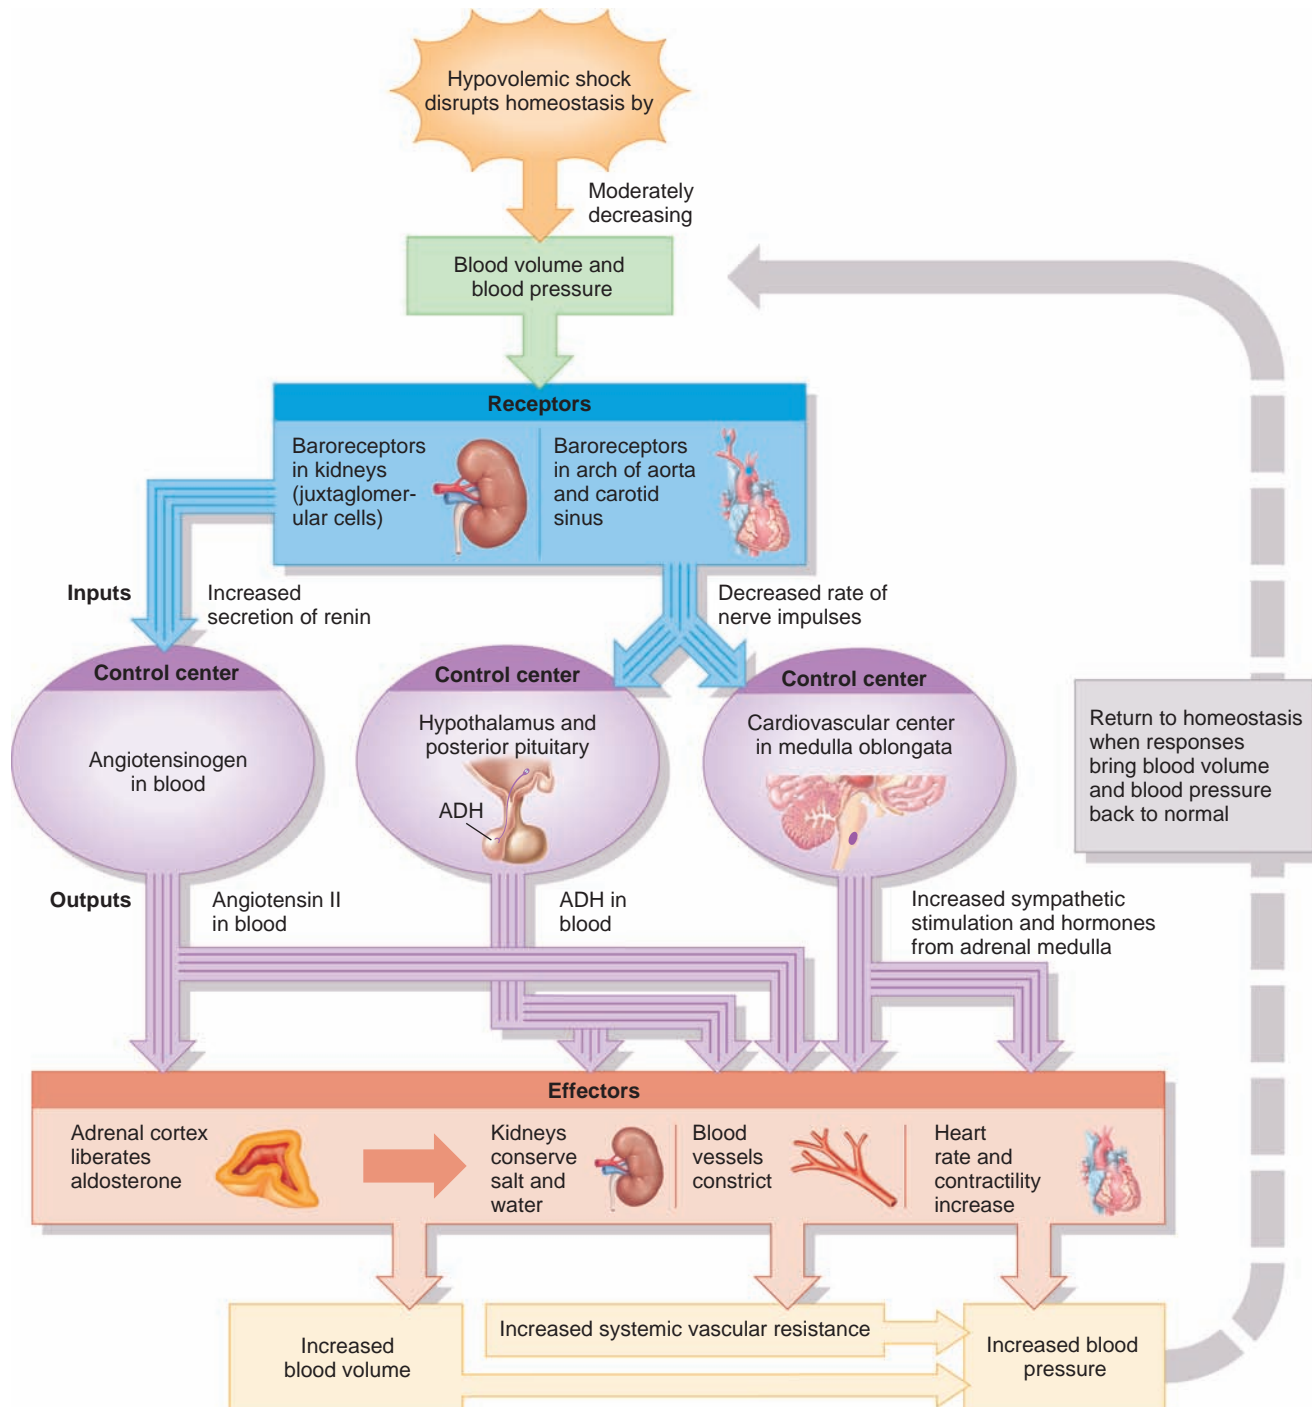 Hypovolemic shock
disrupts homeostasis by
Moderately
decreasing
Blood volume and
blood pressure
Receptors
Baroreceptors
in kidneys
(juxtaglomer-
ular cells)
Baroreceptors
in arch of aorta
and carotid
sinus
Inputs
Increased
secretion of renin
Decreased rate of
nerve impulses
Control center
Angiotensinogen
in blood
Control center
Hypothalamus and
posterior pituitary
ADH
Control center
Cardiovascular center
in medulla oblongata
Return to homeostasis
when responses
bring blood volume
and blood pressure
back to normal
Outputs
Angiotensin II
in blood
ADH in
blood
Increased sympathetic
stimulation and hormones
from adrenal medulla
Effectors
Adrenal cortex
liberates
aldosterone
Kidneys
conserve
salt and
water
Blood
vessels
constrict
Heart
rate and
contractility
increase
Increased
blood volume
Increased systemic vascular resistance
Increased blood
pressure